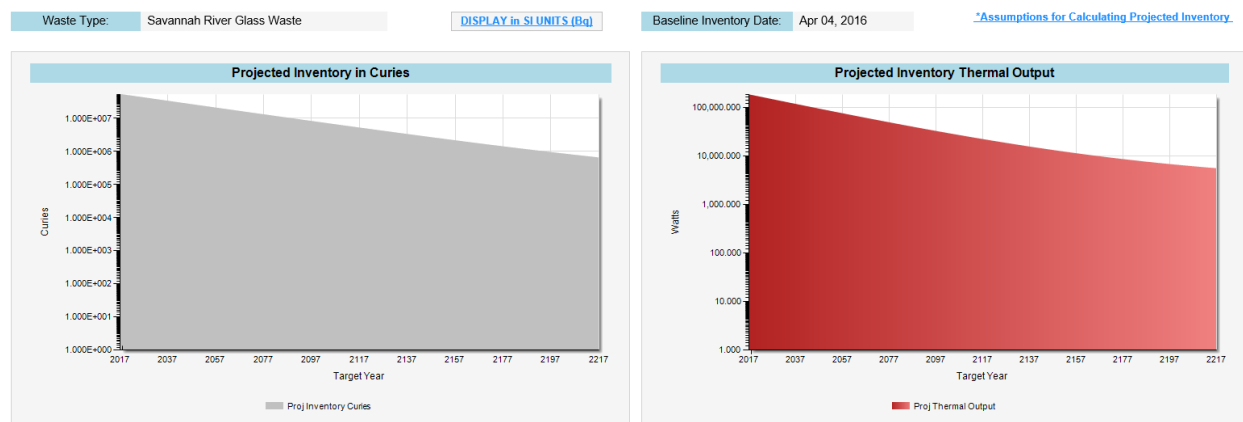 Waste Type: Savannah River Glass Waste DISPLAY in SI UNITS (Bq) Baseline Inventory Date: Apr 04, 2016 *Assumptions for Calculating Projected Inventory
Projected Inventory in Curies
1.000E+007
1.000E+006
1.000E+005
1.000E+004
1.000E+003
1.000E+002
1.000E+001
1.000E+000
Curies
2017 2037 2057 2077 2097 2117 2137 2157 2177 2197 2217
Target Year
Proj Inventory Curies
Projected Inventory Thermal Output
100,000.000
10,000.000
1,000.000
100.000
10.000
1.000
Watts
2017 2037 2057 2077 2097 2117 2137 2157 2177 2197 2217
Target Year
Proj Thermal Output